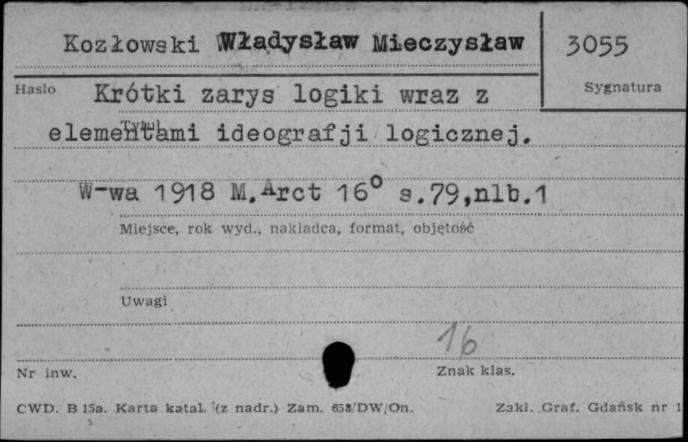 Kozłowski Władysław Mieczysław 3055
Hasło Sygnatura
Krótki zarys logiki wraz z
Tytuł
elementami ideografji logicznej.
W-wa 1918 M.Arct 16° s.79,nlb.1
Miejsce, rok wyd., nakładca, format, objętość
Uwagi
16
Nr inw. Znak klas.
CWD. B 15a. Karta katal. (z nadr.) Zam. 658/DW/On. Zakł. Graf. Gdańsk nr 1